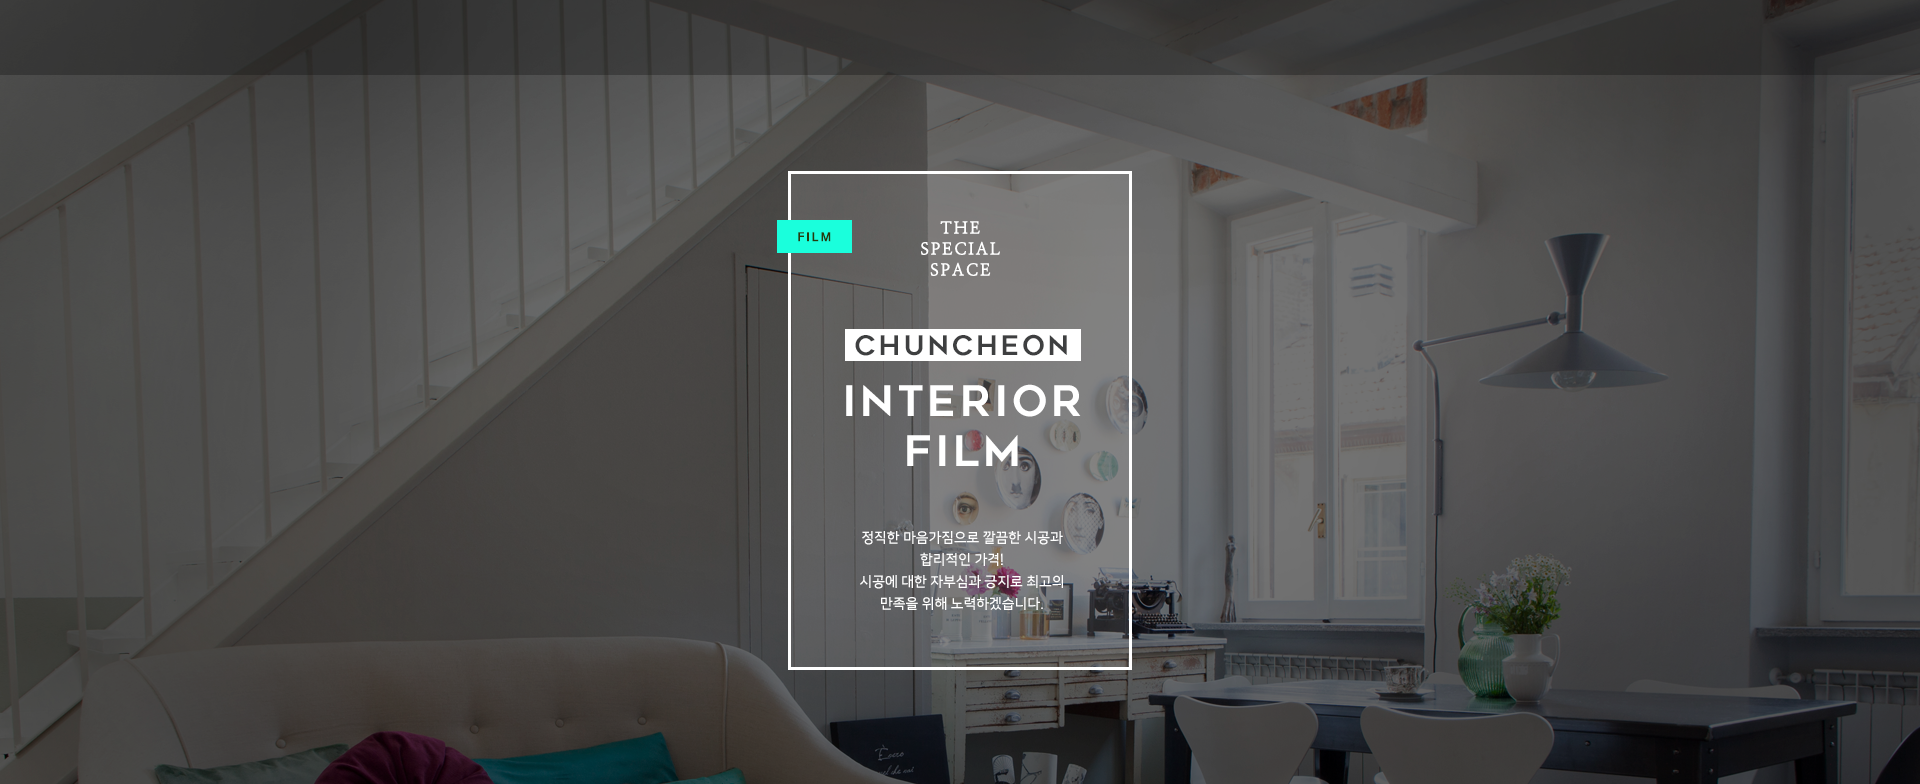 FILM
THE
SPECIAL
SPACE
CHUNCHEON
INTERIOR
FILM
정직한 마음가짐으로 깔끔한 시공과
합리적인 가격!
시공에 대한 자부심과 긍지로 최고의
만족을 위해 노력하겠습니다.